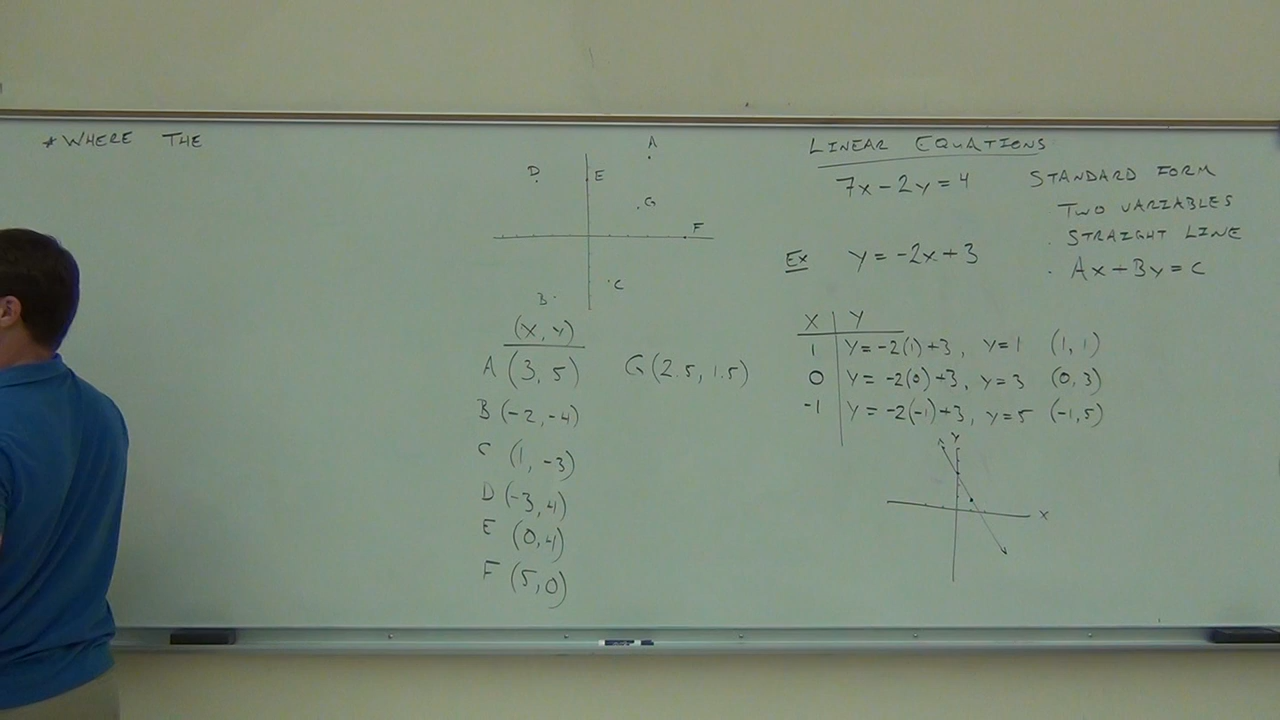 *WHERE THE
A
D
E
G
F
C
B
(X, Y)
A (3, 5)
G (2.5, 1.5)
B (-2, -4)
C (1, -3)
D (-3, 4)
E (0, 4)
F (5, 0)
LINEAR EQUATIONS
7x-2y=4
STANDARD FORM
TWO VARIABLES
· STRAIGHT LINE
· Ax+By=C
Ex y=-2x+3
X Y
1 Y=-2(1)+3, Y=1 (1, 1)
0 Y=-2(0)+3, Y=3 (0, 3)
-1 Y=-2(-1)+3, Y=5 (-1, 5)
Y
X